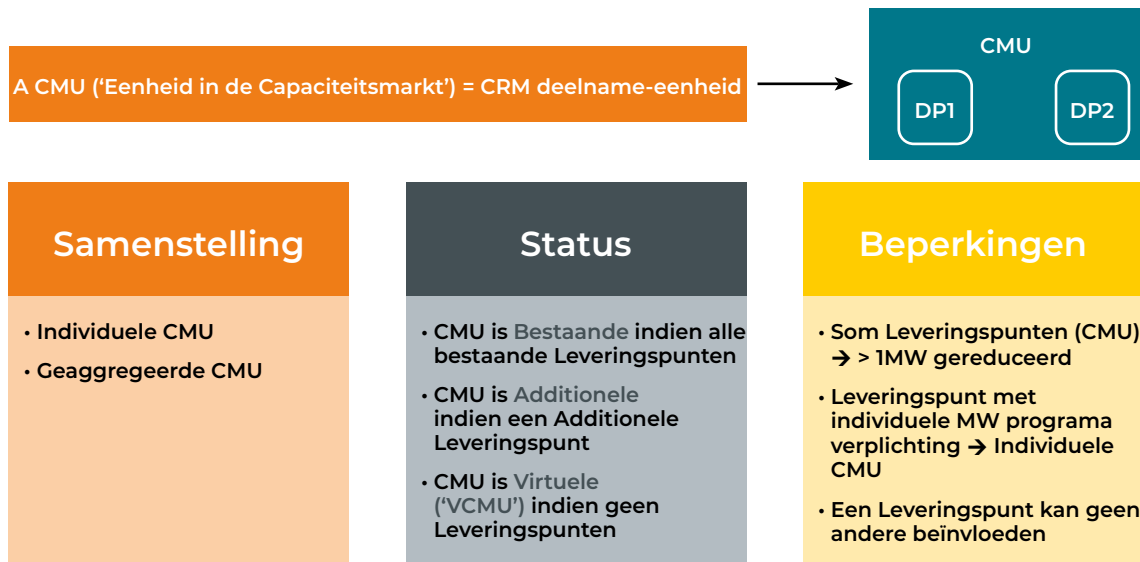 A CMU (‘Eenheid in de Capaciteitsmarkt’) = CRM deelname-eenheid
CMU
DP1
DP2
Samenstelling
• Individuele CMU
• Geaggregeerde CMU
Status
• CMU is Bestaande indien alle
bestaande Leveringspunten
• CMU is Additionele
indien een Additionele
Leveringspunt
• CMU is Virtuele
(‘VCMU’) indien geen
Leveringspunten
Beperkingen
• Som Leveringspunten (CMU)
→ > 1MW gereduceerd
• Leveringspunt met
individuele MW programa
verplichting → Individuele
CMU
• Een Leveringspunt kan geen
andere beïnvloeden